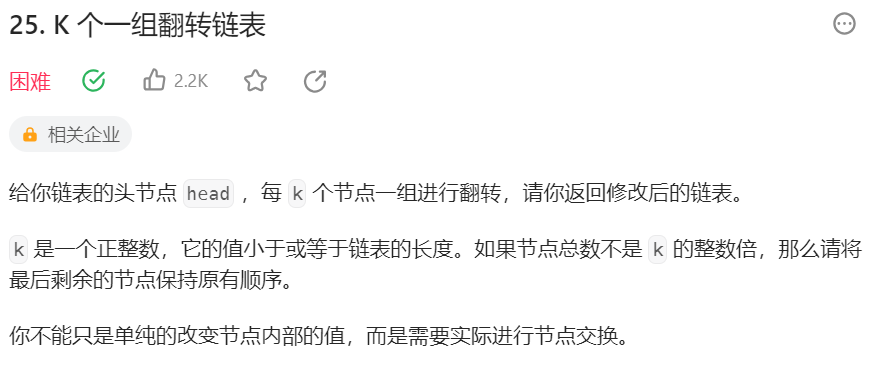 25. K 个一组翻转链表
困难 2.2K
相关企业
给你链表的头节点 head ，每 k 个节点一组进行翻转，请你返回修改后的链表。
k 是一个正整数，它的值小于或等于链表的长度。如果节点总数不是 k 的整数倍，那么请将
最后剩余的节点保持原有顺序。
你不能只是单纯的改变节点内部的值，而是需要实际进行节点交换。